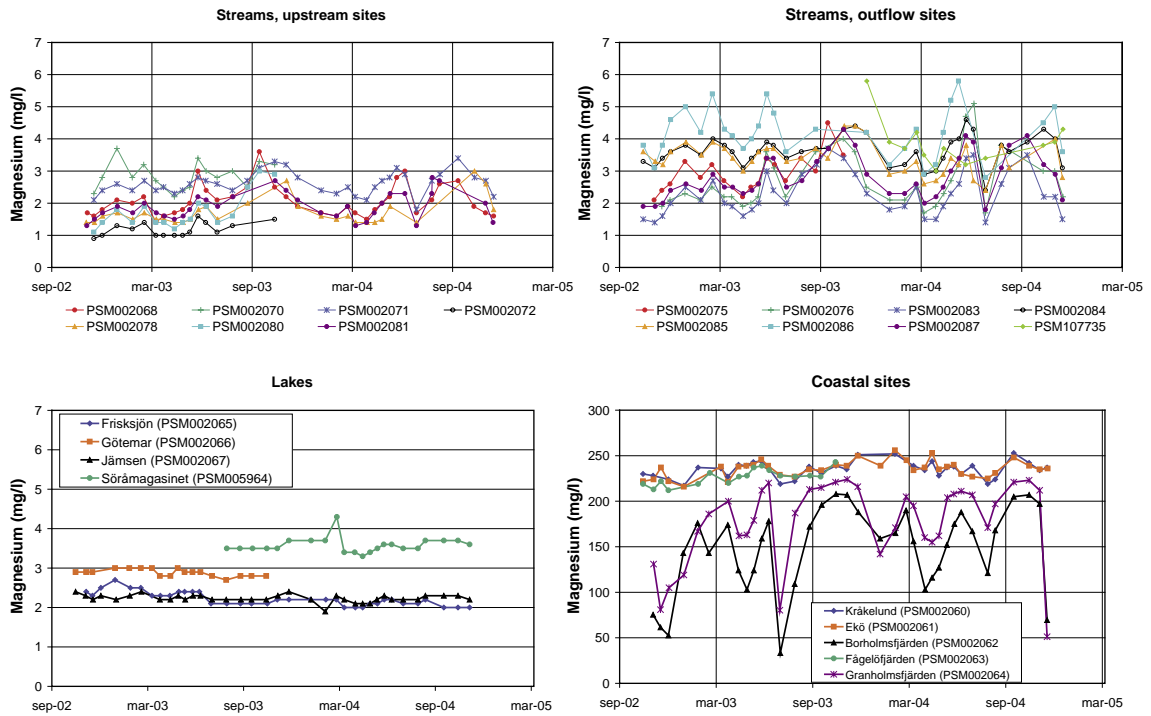 Streams, upstream sites
Magnesium (mg/l)
7
6
5
4
3
2
1
0
sep-02 mar-03 sep-03 mar-04 sep-04 mar-05
PSM002068 PSM002070 PSM002071 PSM002072
PSM002078 PSM002080 PSM002081
Streams, outflow sites
Magnesium (mg/l)
7
6
5
4
3
2
1
0
sep-02 mar-03 sep-03 mar-04 sep-04 mar-05
PSM002075 PSM002076 PSM002083 PSM002084
PSM002085 PSM002086 PSM002087 PSM107735
Lakes
Magnesium (mg/l)
7
6
5
4
3
2
1
0
Frisksjön (PSM002065)
Götemar (PSM002066)
Jämsen (PSM002067)
Söråmagasinet (PSM005964)
sep-02 mar-03 sep-03 mar-04 sep-04 mar-05
Coastal sites
Magnesium (mg/l)
300
250
200
150
100
50
0
Kråkelund (PSM002060)
Ekö (PSM002061)
Borholmsfjärden (PSM002062
Fågelöfjärden (PSM002063)
Granholmsfjärden (PSM002064)
sep-02 mar-03 sep-03 mar-04 sep-04 mar-05